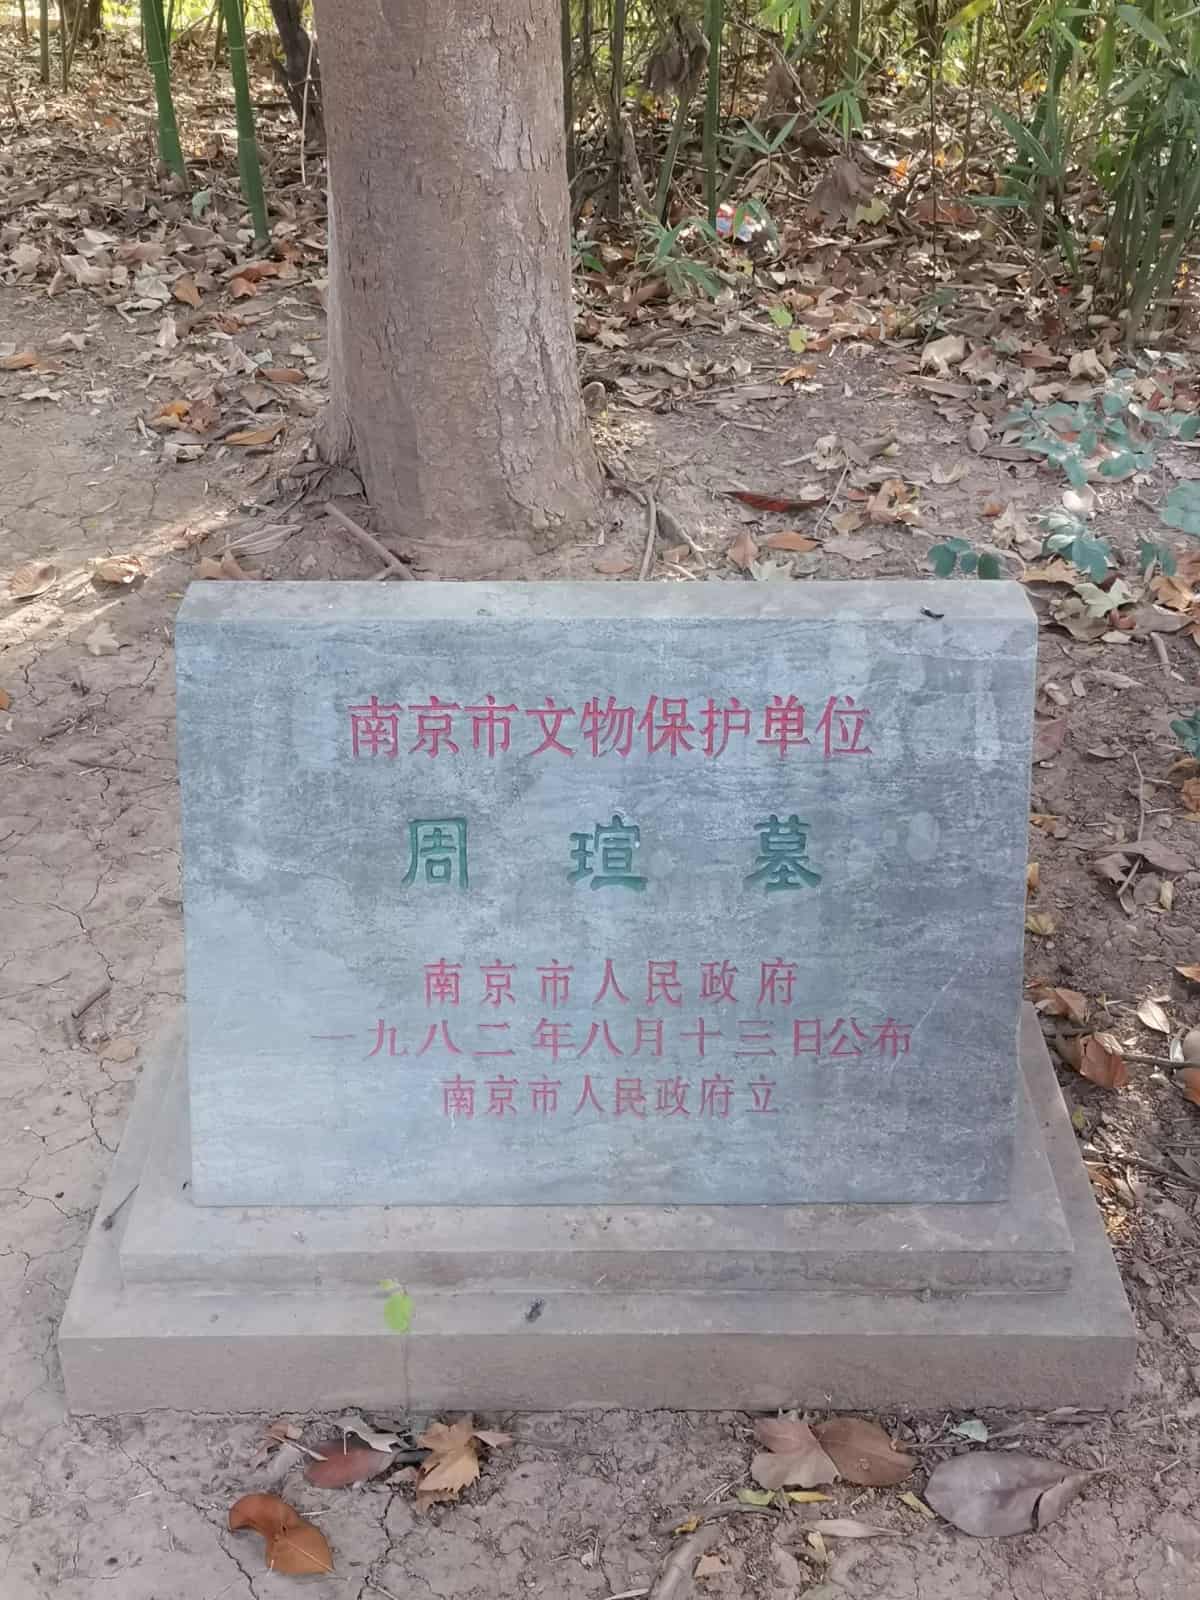 南京市文物保护单位
周瑄墓
南京市人民政府
一九八二年八月十三日公布
南京市人民政府立